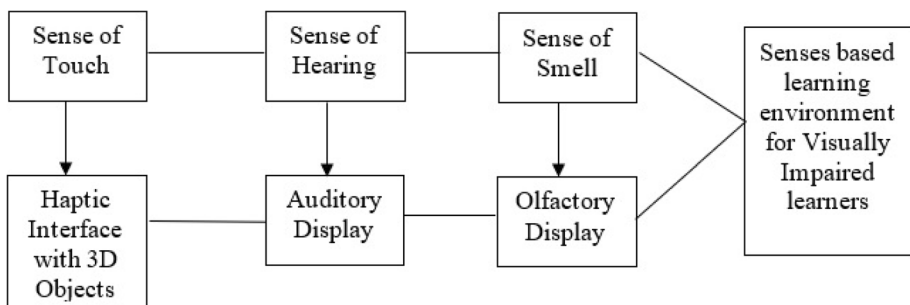 Sense of
Touch
Sense of
Hearing
Sense of
Smell
Senses based
learning
environment
for Visually
Impaired
learners
Haptic
Interface
with 3D
Objects
Auditory
Display
Olfactory
Display